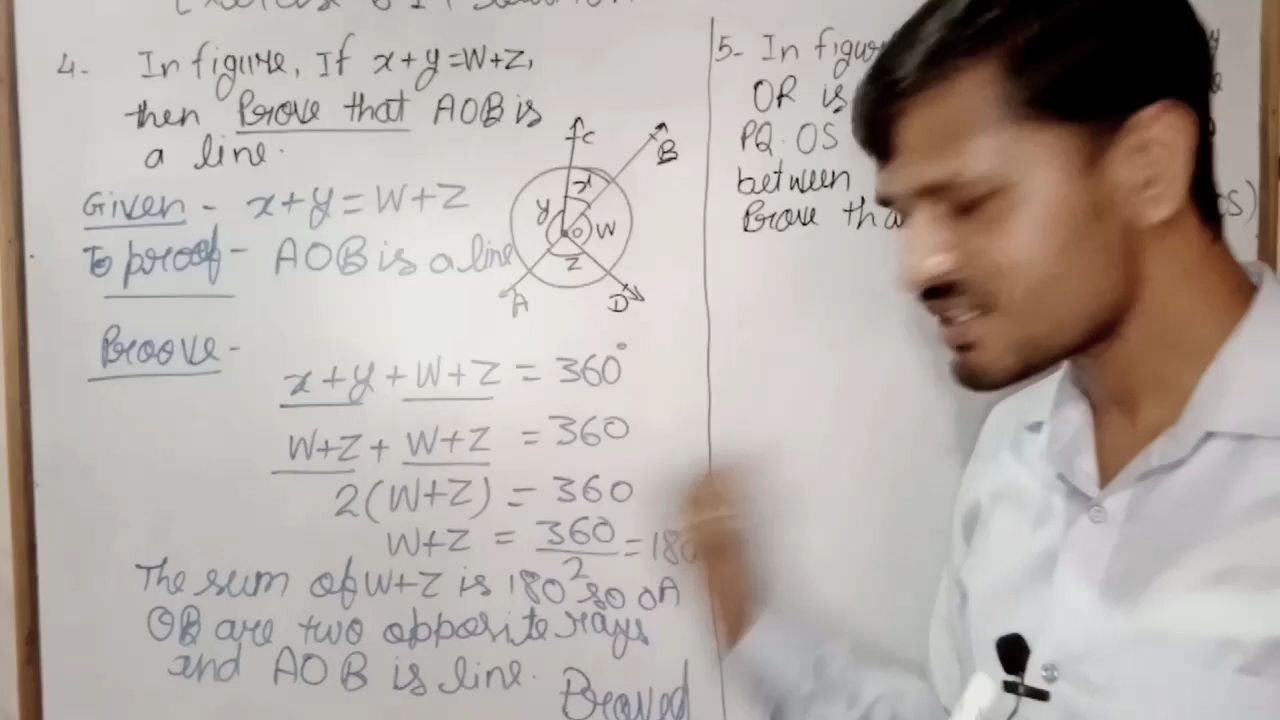 4- In figure, If x+y=W+Z,
then Prove that AOB is
a line.
Given - x+y = W+Z
To proof - AOB is a line
C
B
x
y
O
W
Z
A
D
Proove -
x+y + W+Z = 360°
W+Z + W+Z = 360
2(W+Z) = 360
W+Z = 360/2 = 180
The sum of W+Z is 180° so OA
OB are two opposite rays
and AOB is line.
Proved
5- In figure
OR is
PQ. OS
between
Prove tha
OS)